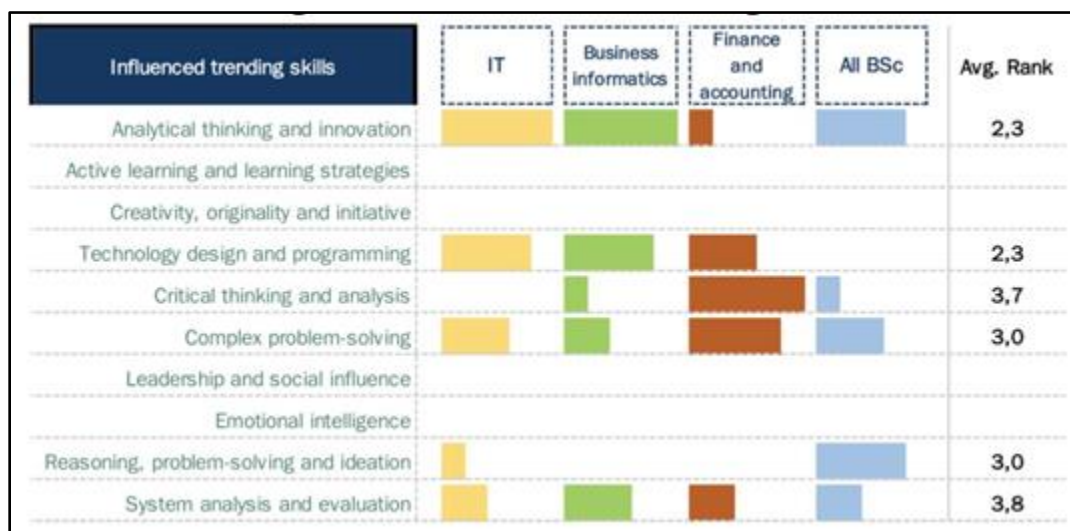 Influenced trending skills
IT
Business
informatics
Finance
and
accounting
All BSc
Avg. Rank
Analytical thinking and innovation
2,3
Active learning and learning strategies
Creativity, originality and initiative
Technology design and programming
2,3
Critical thinking and analysis
3,7
Complex problem-solving
3,0
Leadership and social influence
Emotional intelligence
Reasoning, problem-solving and ideation
3,0
System analysis and evaluation
3,8